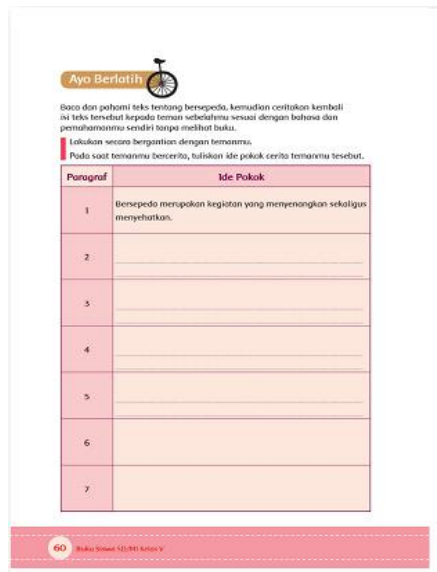 Ayo Berlatih
Baca dan pahami teks tentang bersepeda, kemudian ceritakan kembali
isi teks tersebut kepada teman sebelahmu sesuai dengan bahasa dan
pemahamanmu sendiri tanpa melihat buku.
Lakukan secara bergantian dengan temanmu.
Pada saat temanmu bercerita, tuliskan ide pokok cerita temanmu tesebut.
Paragraf Ide Pokok
1 Bersepeda merupakan kegiatan yang menyenangkan sekaligus
menyehatkan.
2
3
4
5
6
7
60 Buku Siswa SD/MI Kelas V